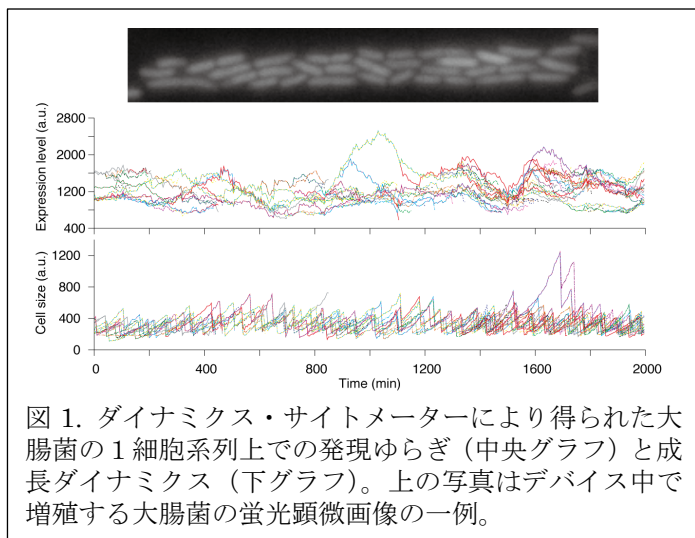 2800
2000
1200
400
Expression level (a.u.)
1200
800
400
0
Cell size (a.u.)
0 400 800 1200 1600 2000
Time (min)
図 1. ダイナミクス・サイトメーターにより得られた大
腸菌の 1 細胞系列上での発現ゆらぎ（中央グラフ）と成
長ダイナミクス（下グラフ）。上の写真はデバイス中で
増殖する大腸菌の蛍光顕微画像の一例。